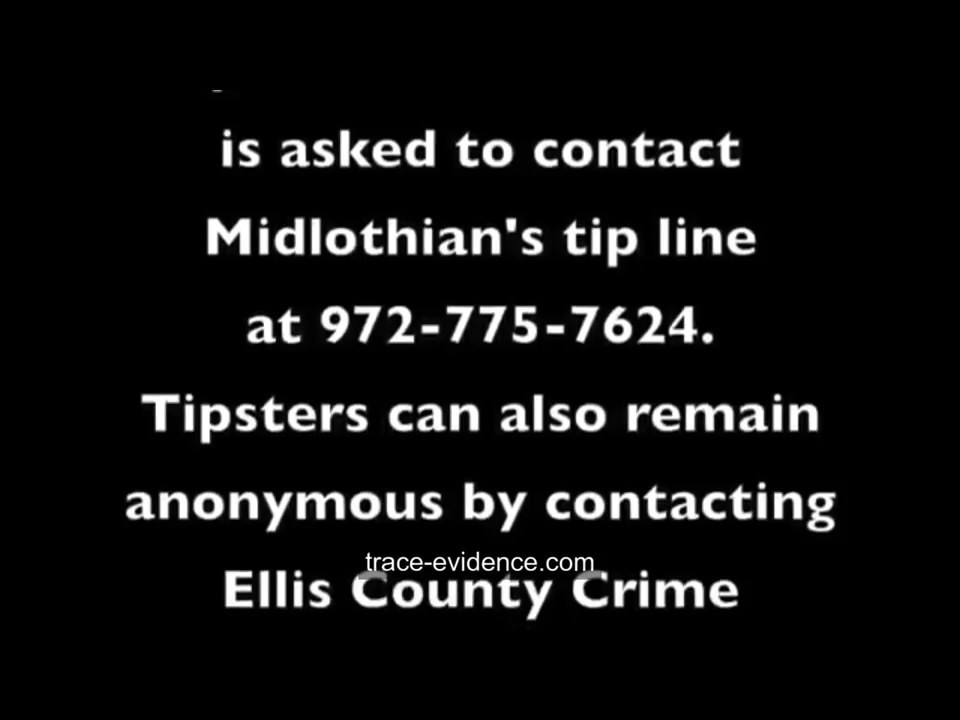 is asked to contact
Midlothian's tip line
at 972-775-7624.
Tipsters can also remain
anonymous by contacting
trace-evidence.com
Ellis County Crime